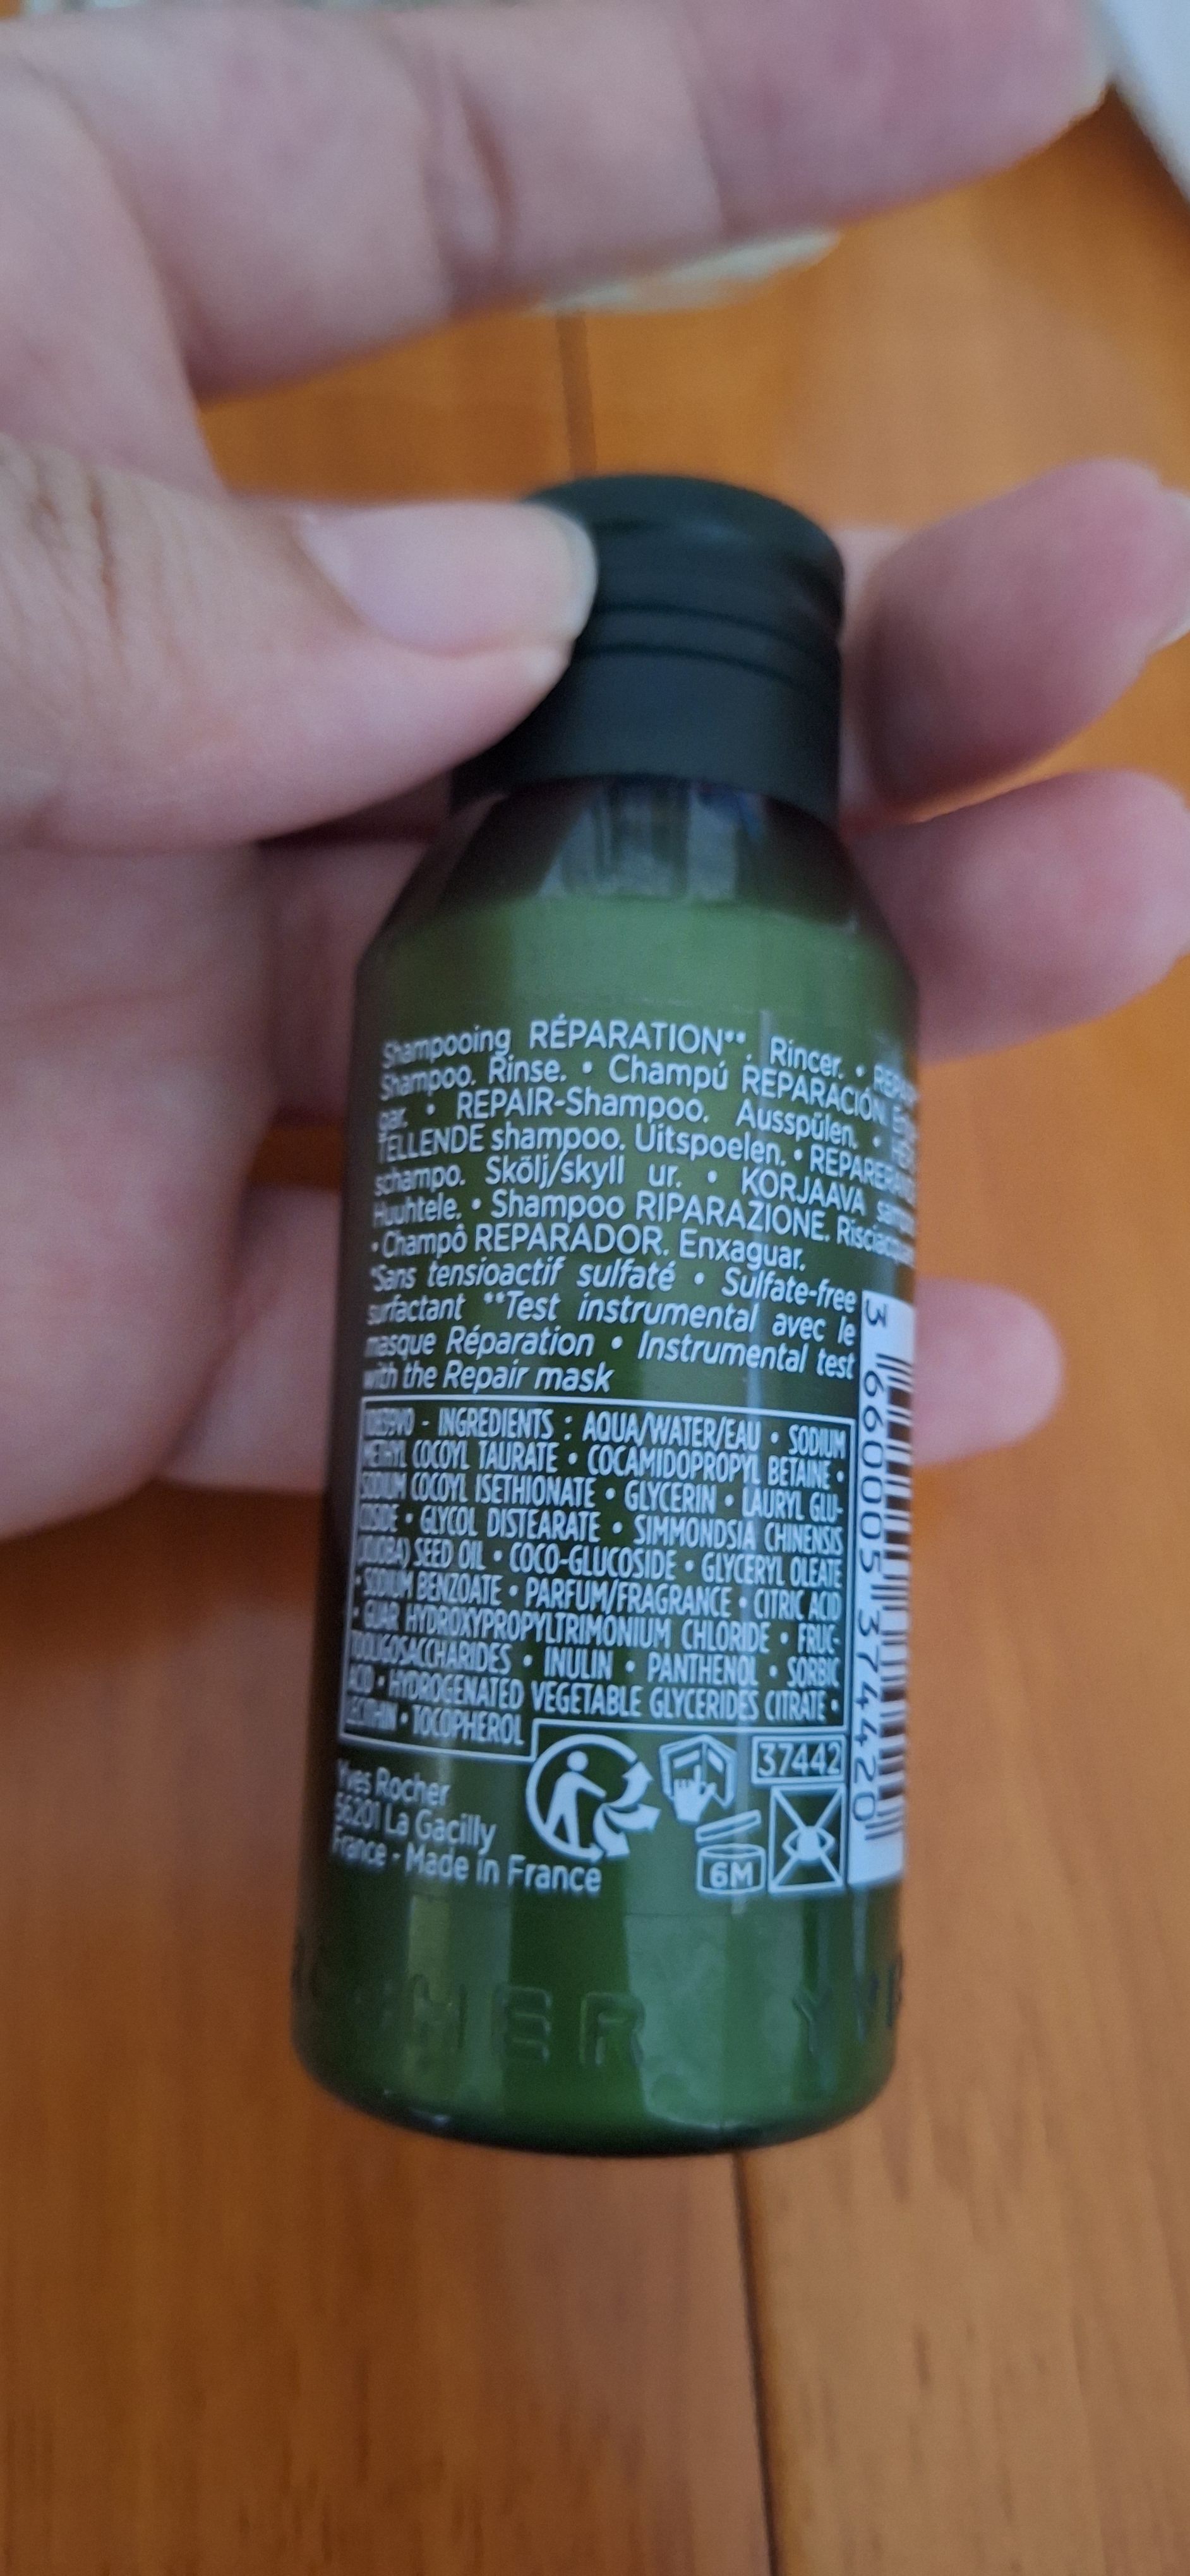 Shampooing RÉPARATION**. Rincer. •
Shampoo. Rinse. • Champú REPARACIÓN
gar. • REPAIR-Shampoo. Ausspülen. •
TELLENDE shampoo. Uitspoelen. • REPARERANDE
schampo. Skölj/skyll ur. • KORJAAVA
Huuhtele. • Shampoo RIPARAZIONE.
• Champô REPARADOR. Enxaguar.
*Sans tensioactif sulfaté • Sulfate-free
surfactant **Test instrumental avec le
masque Réparation • Instrumental test
with the Repair mask
- INGREDIENTS : AQUA/WATER/EAU • SODIUM
METHYL COCOYL TAURATE • COCAMIDOPROPYL BETAINE •
SODIUM COCOYL ISETHIONATE • GLYCERIN • LAURYL GLU-
COSIDE • GLYCOL DISTEARATE • SIMMONDSIA CHINENSIS
(JOJOBA) SEED OIL • COCO-GLUCOSIDE • GLYCERYL OLEATE
• SODIUM BENZOATE • PARFUM/FRAGRANCE • CITRIC ACID
• GUAR HYDROXYPROPYLTRIMONIUM CHLORIDE • FRUC-
TOOLIGOSACCHARIDES • INULIN • PANTHENOL • SORBIC
ACID • HYDROGENATED VEGETABLE GLYCERIDES CITRATE •
LECITHIN • TOCOPHEROL
37442
Yves Rocher
56201 La Gacilly
France - Made in France
6M
3 660005 374420
CHER YVE